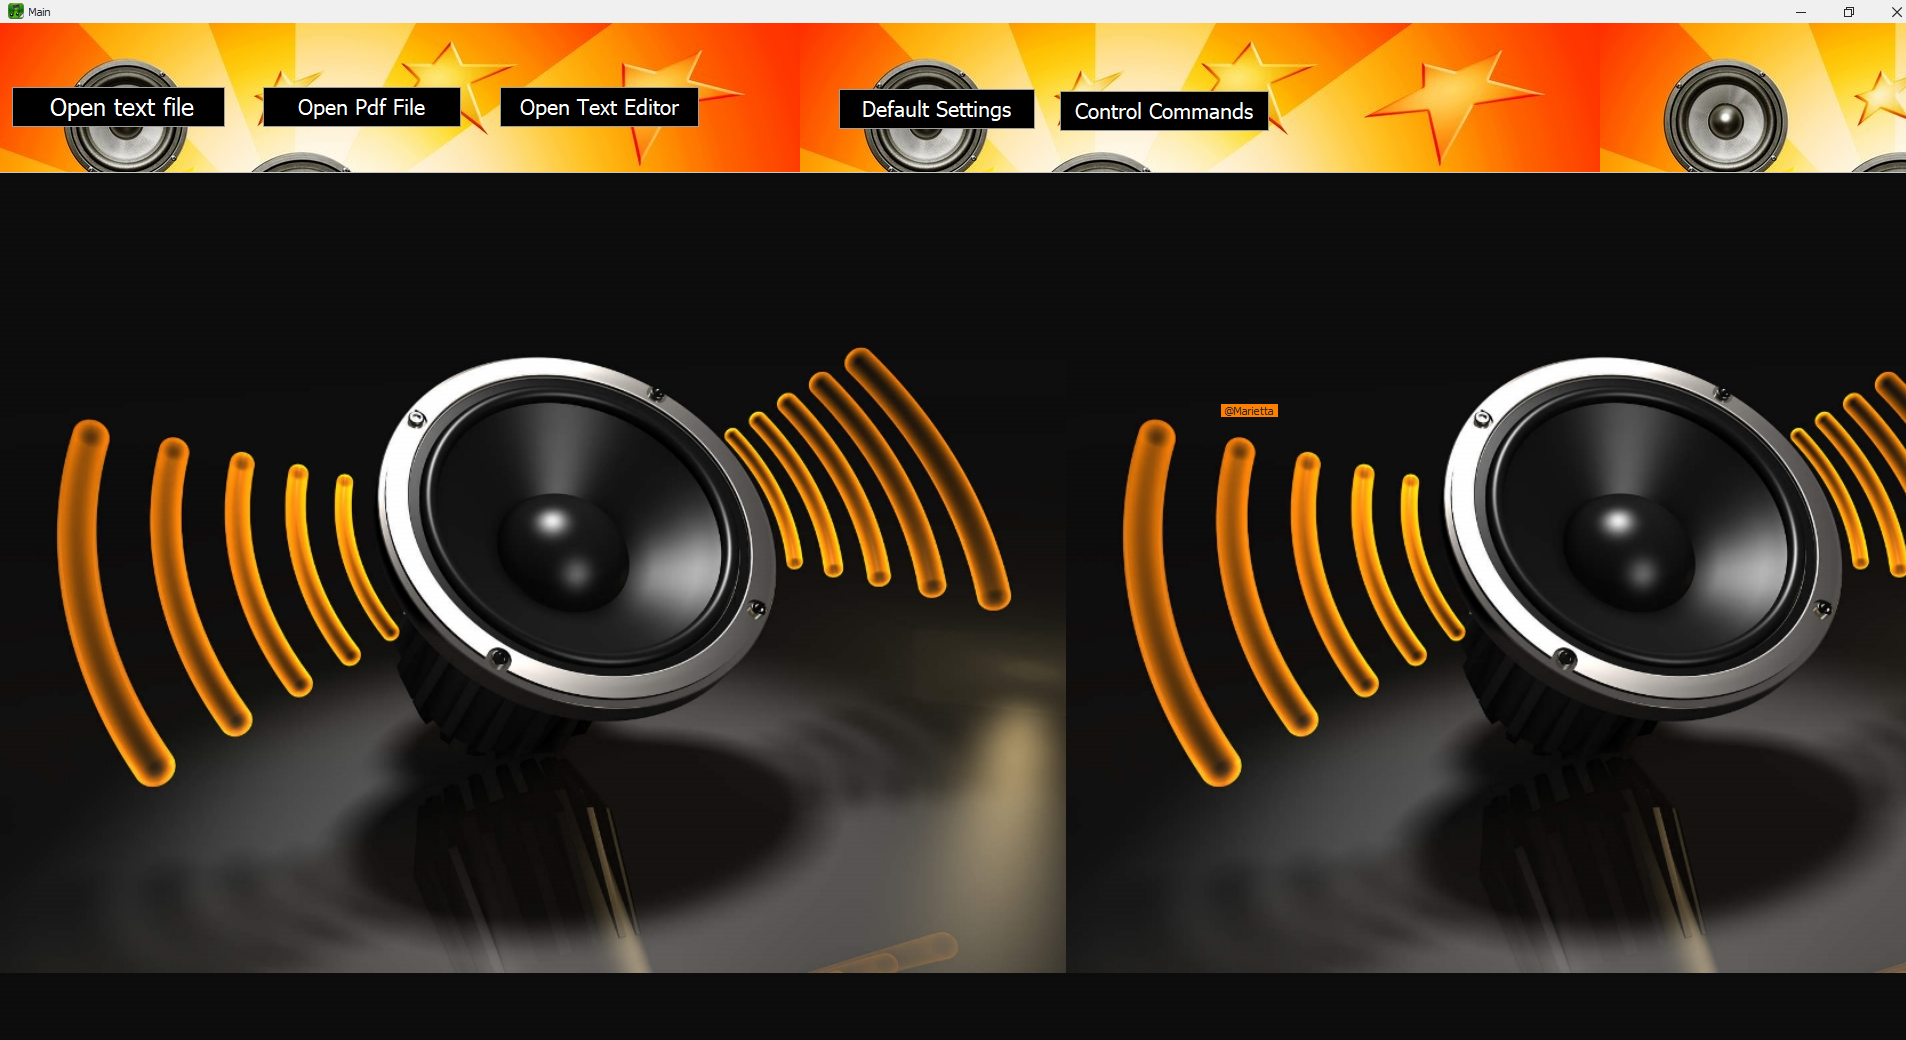 Main
Open text file
Open Pdf File
Open Text Editor
Default Settings
Control Commands
@Marietta